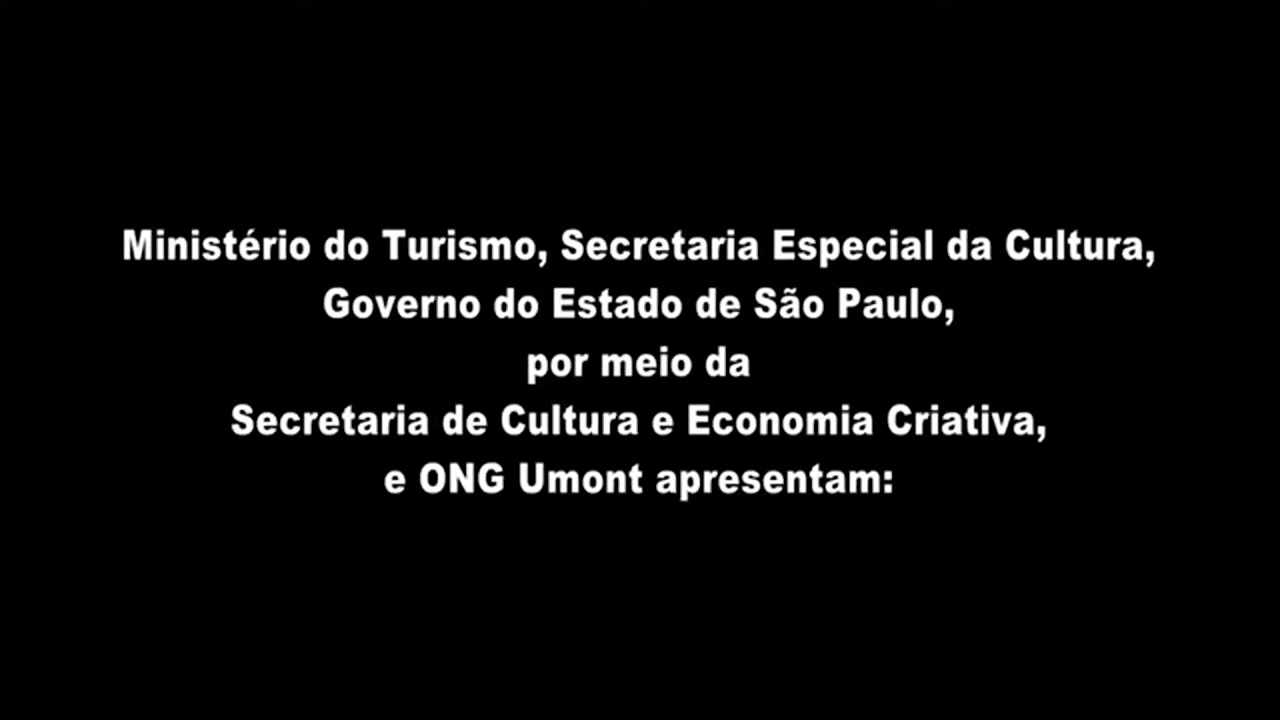 Ministério do Turismo, Secretaria Especial da Cultura,
Governo do Estado de São Paulo,
por meio da
Secretaria de Cultura e Economia Criativa,
e ONG Umont apresentam: